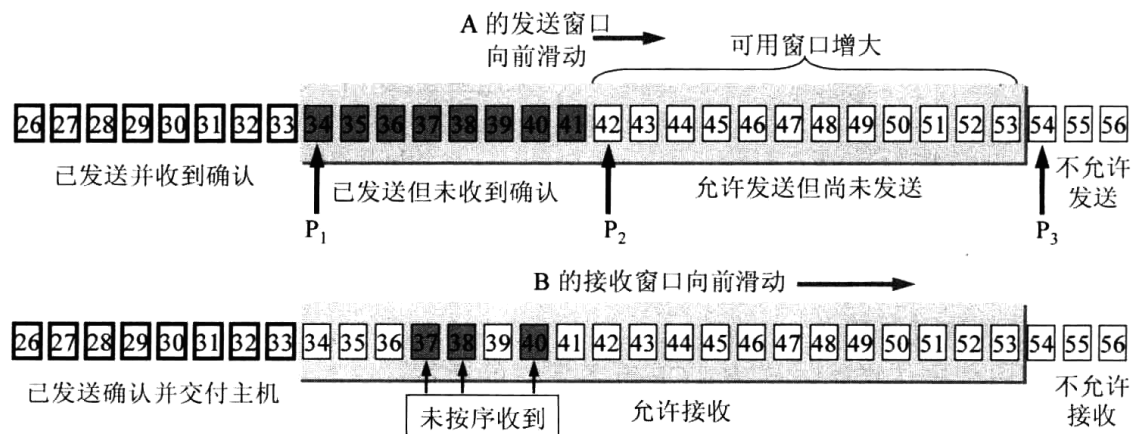 A 的发送窗口
向前滑动
可用窗口增大
26 27 28 29 30 31 32 33 34 35 36 37 38 39 40 41 42 43 44 45 46 47 48 49 50 51 52 53 54 55 56
已发送并收到确认
已发送但未收到确认
允许发送但尚未发送
不允许
发送
P1
P2
P3
B 的接收窗口向前滑动
26 27 28 29 30 31 32 33 34 35 36 37 38 39 40 41 42 43 44 45 46 47 48 49 50 51 52 53 54 55 56
已发送确认并交付主机
未按序收到
允许接收
不允许
接收